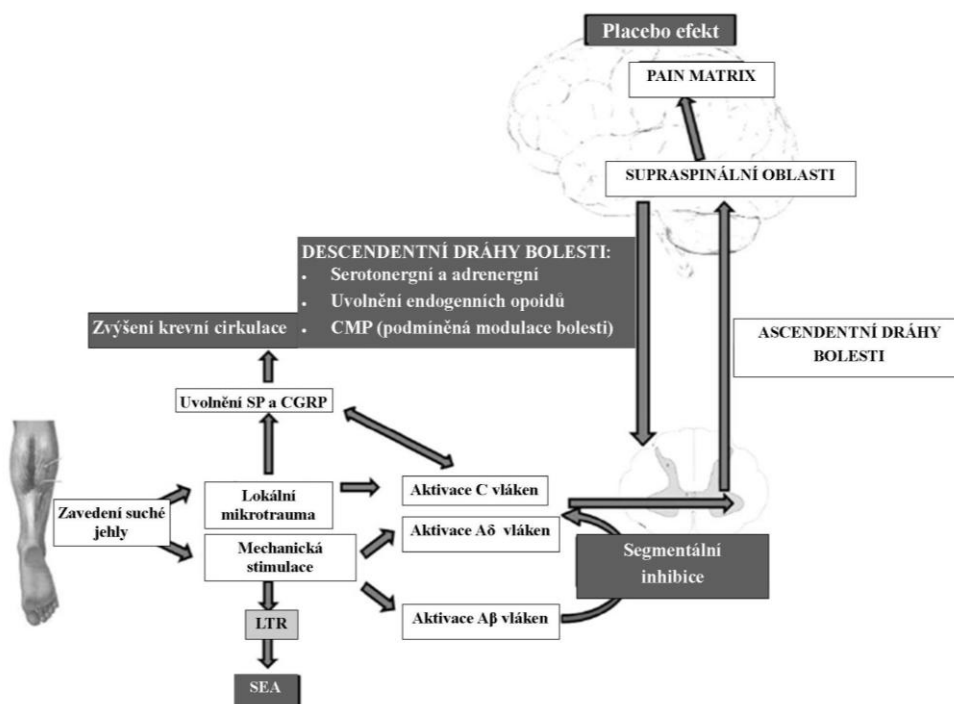 Placebo efekt
PAIN MATRIX
SUPRASPINÁLNÍ OBLASTI
DESCENDENTNÍ DRÁHY BOLESTI:
• Serotonergní a adrenergní
• Uvolnění endogenních opoidů
• CMP (podmíněná modulace bolesti)
Zvýšení krevní cirkulace
ASCENDENTNÍ DRÁHY
BOLESTI
Uvolnění SP a CGRP
Zavedení suché
jehly
Lokální
mikrotrauma
Aktivace C vláken
Mechanická
stimulace
Aktivace Aδ vláken
Segmentální
inhibice
Aktivace Aβ vláken
LTR
SEA